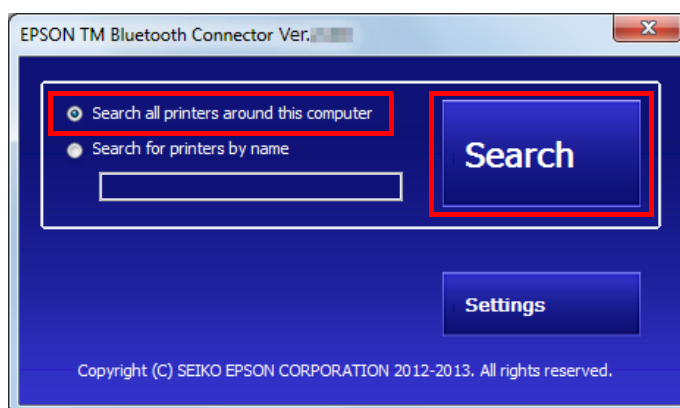 EPSON TM Bluetooth Connector Ver.
Search all printers around this computer
Search for printers by name
Search
Settings
Copyright (C) SEIKO EPSON CORPORATION 2012-2013. All rights reserved.